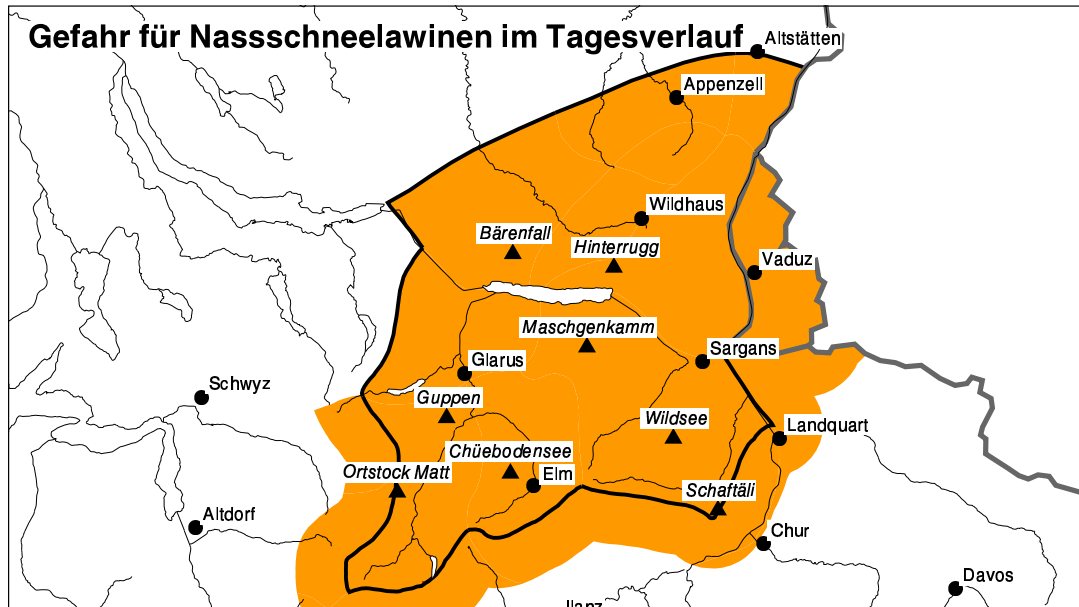 Gefahr für Nassschneelawinen im Tagesverlauf
Altstätten
Appenzell
Wildhaus
Bärenfall
Hinterrugg
Vaduz
Maschgenkamm
Sargans
Glarus
Schwyz
Guppen
Wildsee
Landquart
Chüebodensee
Ortstock Matt
Elm
Schaftäli
Altdorf
Chur
Davos
Ilanz